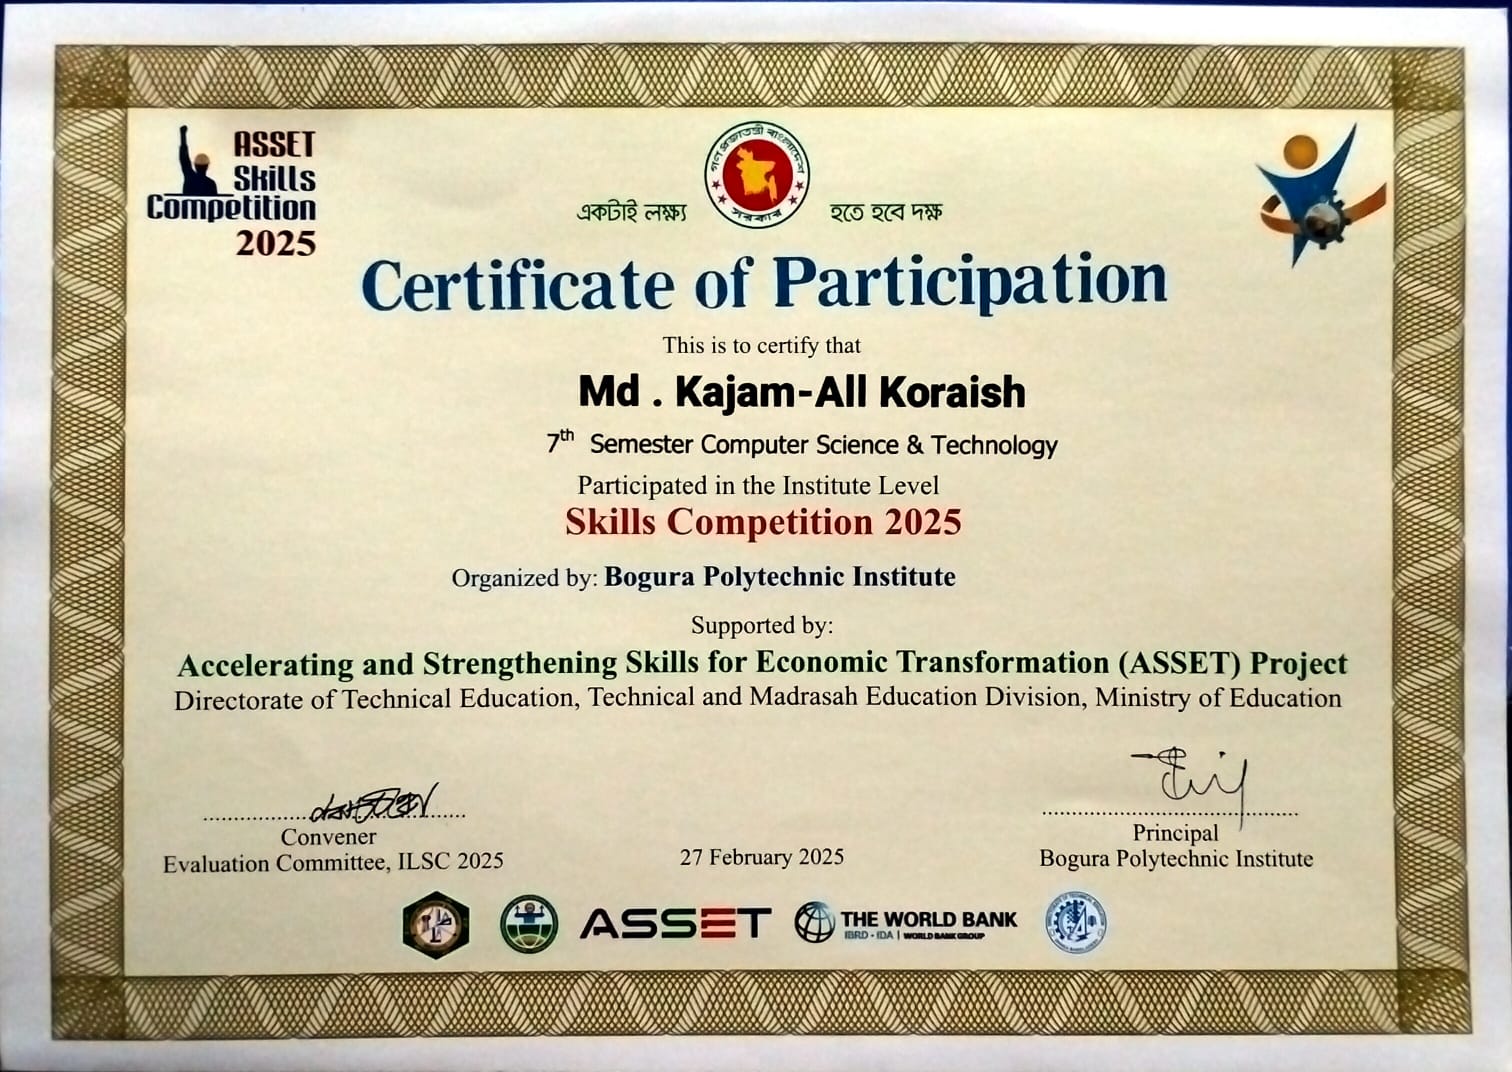 ASSET
Skills
Competition
2025
গণপ্রজাতন্ত্রী বাংলাদেশ
সরকার
একটাই লক্ষ্য
হতে হবে দক্ষ
Certificate of Participation
This is to certify that
Md . Kajam-All Koraish
7th Semester Computer Science & Technology
Participated in the Institute Level
Skills Competition 2025
Organized by: Bogura Polytechnic Institute
Supported by:
Accelerating and Strengthening Skills for Economic Transformation (ASSET) Project
Directorate of Technical Education, Technical and Madrasah Education Division, Ministry of Education
Convener
Evaluation Committee, ILSC 2025
27 February 2025
Principal
Bogura Polytechnic Institute
ASSET
THE WORLD BANK
IBRD • IDA | WORLD BANK GROUP